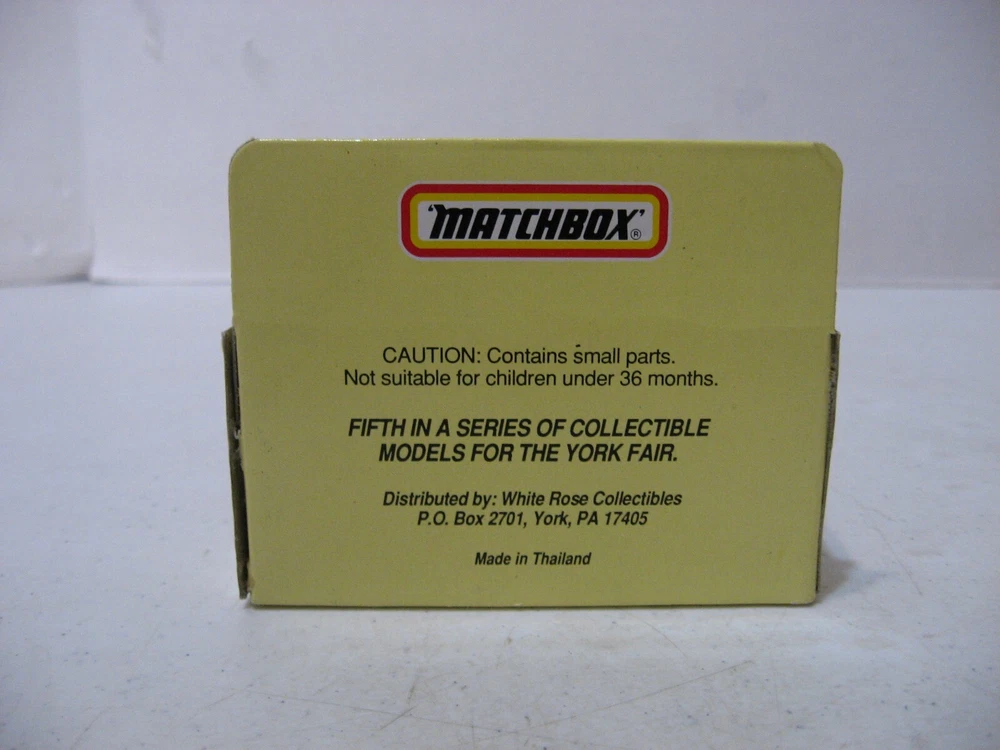 'MATCHBOX'®
CAUTION: Contains small parts.
Not suitable for children under 36 months.
FIFTH IN A SERIES OF COLLECTIBLE
MODELS FOR THE YORK FAIR.
Distributed by: White Rose Collectibles
P.O. Box 2701, York, PA 17405
Made in Thailand